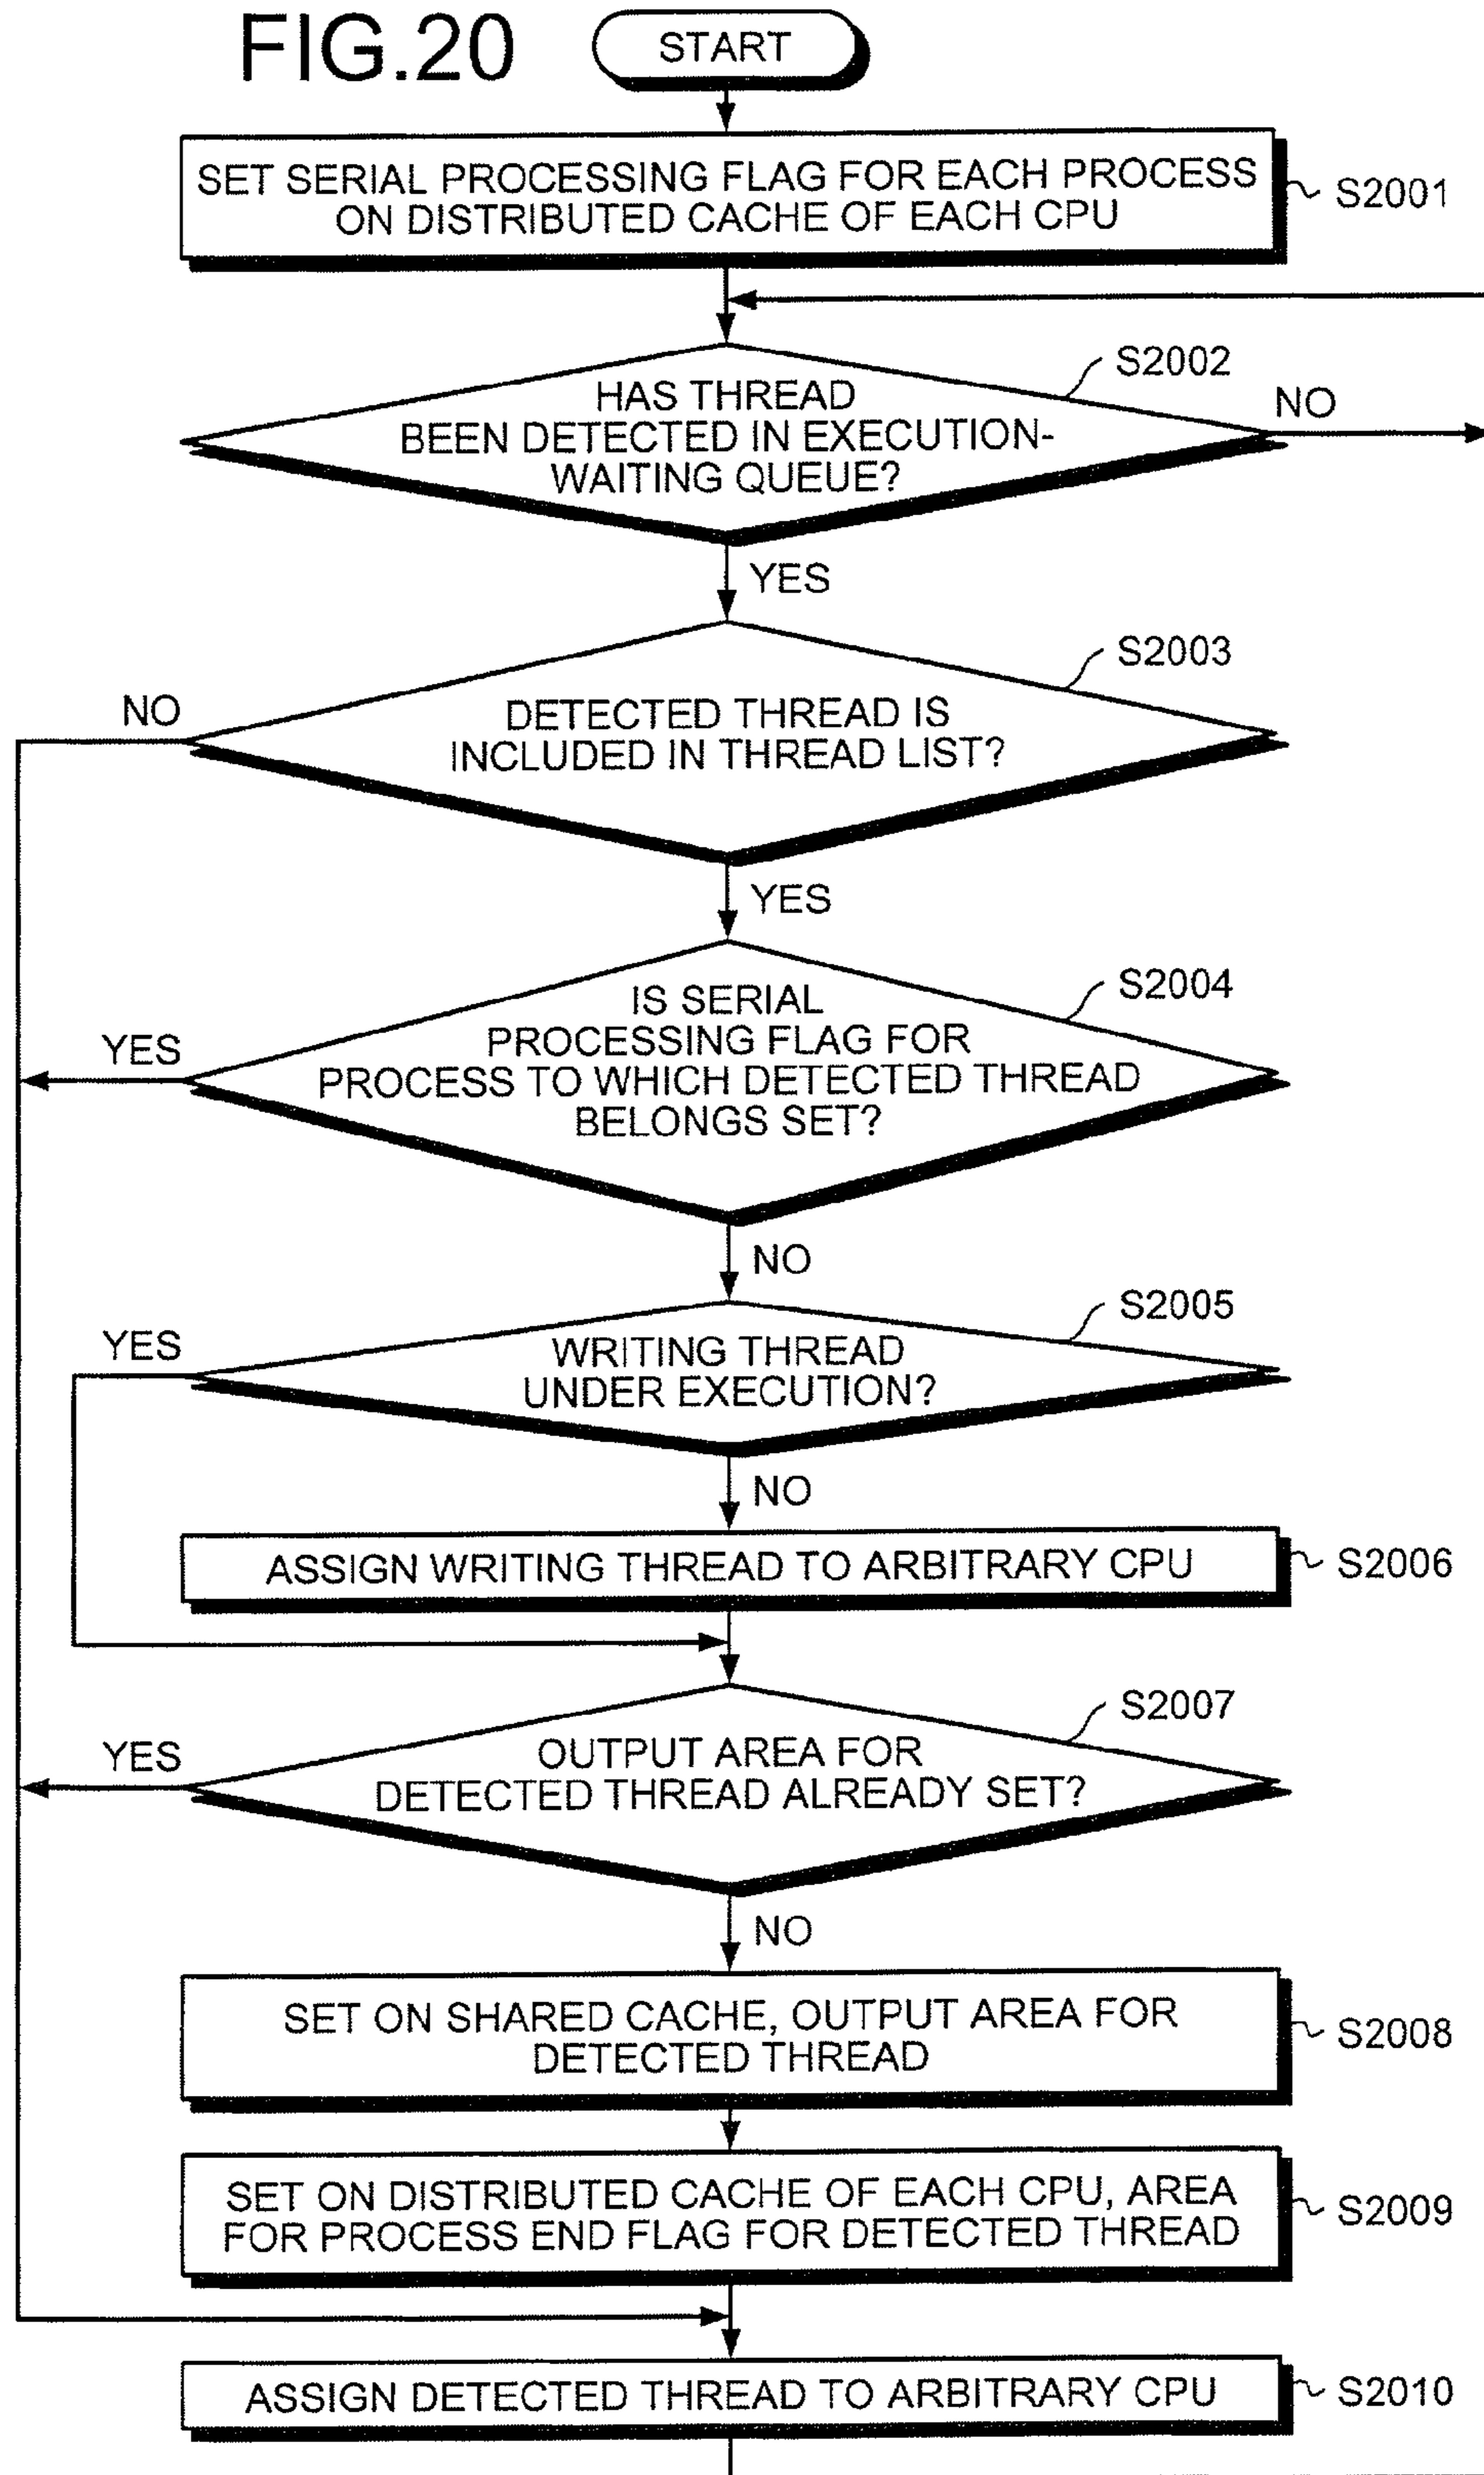 FIG.20
START
SET SERIAL PROCESSING FLAG FOR EACH PROCESS
ON DISTRIBUTED CACHE OF EACH CPU
S2001
S2002
HAS THREAD
BEEN DETECTED IN EXECUTION-
WAITING QUEUE?
NO
YES
S2003
NO
DETECTED THREAD IS
INCLUDED IN THREAD LIST?
YES
S2004
YES
IS SERIAL
PROCESSING FLAG FOR
PROCESS TO WHICH DETECTED THREAD
BELONGS SET?
NO
S2005
YES
WRITING THREAD
UNDER EXECUTION?
NO
ASSIGN WRITING THREAD TO ARBITRARY CPU
S2006
S2007
YES
OUTPUT AREA FOR
DETECTED THREAD ALREADY SET?
NO
SET ON SHARED CACHE, OUTPUT AREA FOR
DETECTED THREAD
S2008
SET ON DISTRIBUTED CACHE OF EACH CPU, AREA
FOR PROCESS END FLAG FOR DETECTED THREAD
S2009
ASSIGN DETECTED THREAD TO ARBITRARY CPU
S2010